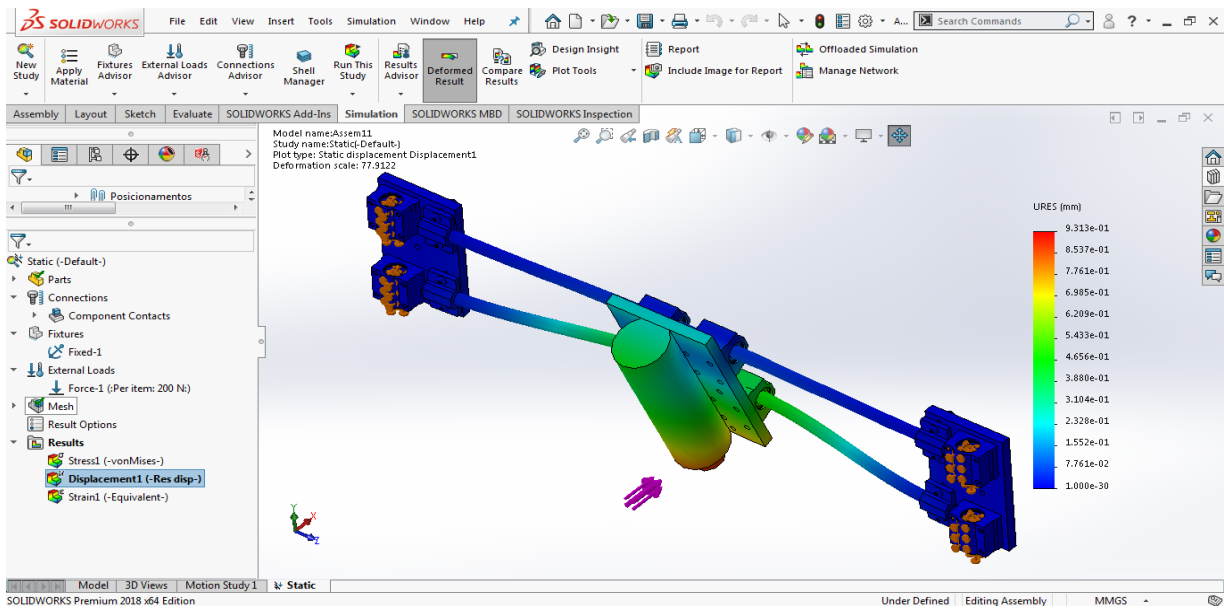 SOLIDWORKS File Edit View Insert Tools Simulation Window Help A... Search Commands ?
New Study
Apply Material
Fixtures Advisor
External Loads Advisor
Connections Advisor
Shell Manager
Run This Study
Results Advisor
Deformed Result
Compare Results
Design Insight
Plot Tools
Report
Include Image for Report
Offloaded Simulation
Manage Network
Assembly Layout Sketch Evaluate SOLIDWORKS Add-Ins Simulation SOLIDWORKS MBD SOLIDWORKS Inspection
Model name:Assem11
Study name:Static(-Default-)
Plot type: Static displacement Displacement1
Deformation scale: 77.9122
Posicionamentos
Static (-Default-)
Parts
Connections
Component Contacts
Fixtures
Fixed-1
External Loads
Force-1 (:Per item: 200 N:)
Mesh
Result Options
Results
Stress1 (-vonMises-)
Displacement1 (-Res disp-)
Strain1 (-Equivalent-)
URES (mm)
9.313e-01
8.537e-01
7.761e-01
6.985e-01
6.209e-01
5.433e-01
4.656e-01
3.880e-01
3.104e-01
2.328e-01
1.552e-01
7.761e-02
1.000e-30
Y
X
Z
Model 3D Views Motion Study 1 Static
SOLIDWORKS Premium 2018 x64 Edition Under Defined Editing Assembly MMGS